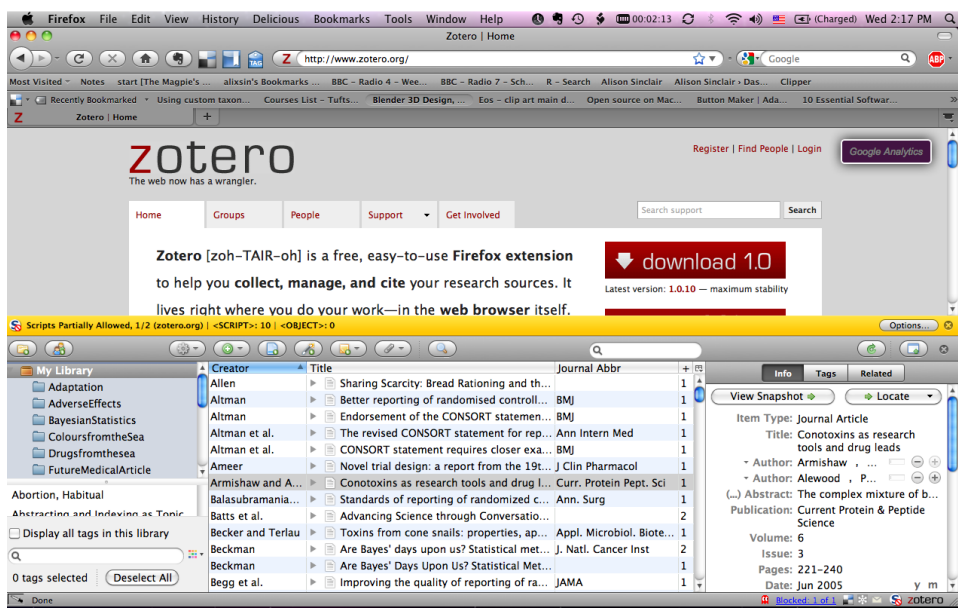 Firefox File Edit View History Delicious Bookmarks Tools Window Help 00:02:13 (Charged) Wed 2:17 PM
Zotero | Home
TAG Z http://www.zotero.org/ Google ABP
Most Visited Notes start [The Magpie's ... alixsin's Bookmarks BBC – Radio 4 – Wee... BBC – Radio 7 – Sch... R – Search Alison Sinclair Alison Sinclair › Das... Clipper
Recently Bookmarked Using custom taxon... Courses List – Tufts... Blender 3D Design, ... Eos – clip art main d... Open source on Mac... Button Maker | Ada... 10 Essential Softwar... »
Z Zotero | Home +
zotero
The web now has a wrangler.
Register | Find People | Login
Google Analytics
Home Groups People Support Get Involved Search support Search
Zotero [zoh-TAIR-oh] is a free, easy-to-use Firefox extension
to help you collect, manage, and cite your research sources. It
lives right where you do your work—in the web browser itself.
download 1.0
Latest version: 1.0.10 — maximum stability
Scripts Partially Allowed, 1/2 (zotero.org) | <SCRIPT>: 10 | <OBJECT>: 0 Options...
My Library
Adaptation
AdverseEffects
BayesianStatistics
ColoursfromtheSea
Drugsfromthesea
FutureMedicalArticle
Abortion, Habitual
Abstracting and Indexing as Topic
Display all tags in this library
0 tags selected Deselect All
Creator Title Journal Abbr +
Allen Sharing Scarcity: Bread Rationing and th... 1
Altman Better reporting of randomised controll... BMJ 1
Altman Endorsement of the CONSORT statemen... BMJ 1
Altman et al. The revised CONSORT statement for rep... Ann Intern Med 1
Altman et al. CONSORT statement requires closer exa... BMJ 1
Ameer Novel trial design: a report from the 19t... J Clin Pharmacol 1
Armishaw and A... Conotoxins as research tools and drug l... Curr. Protein Pept. Sci 1
Balasubramania... Standards of reporting of randomized c... Ann. Surg 1
Batts et al. Advancing Science through Conversatio... 2
Becker and Terlau Toxins from cone snails: properties, ap... Appl. Microbiol. Biote... 1
Beckman Are Bayes' days upon us? Statistical met... J. Natl. Cancer Inst 2
Beckman Are Bayes' Days Upon Us? Statistical Met... 1
Begg et al. Improving the quality of reporting of ra... JAMA 1
Info Tags Related
View Snapshot Locate
Item Type: Journal Article
Title: Conotoxins as research
tools and drug leads
Author: Armishaw , ...
Author: Alewood , P...
(...) Abstract: The complex mixture of b...
Publication: Current Protein & Peptide
Science
Volume: 6
Issue: 3
Pages: 221-240
Date: Jun 2005 y m
Done Blocked: 1 of 1 zotero